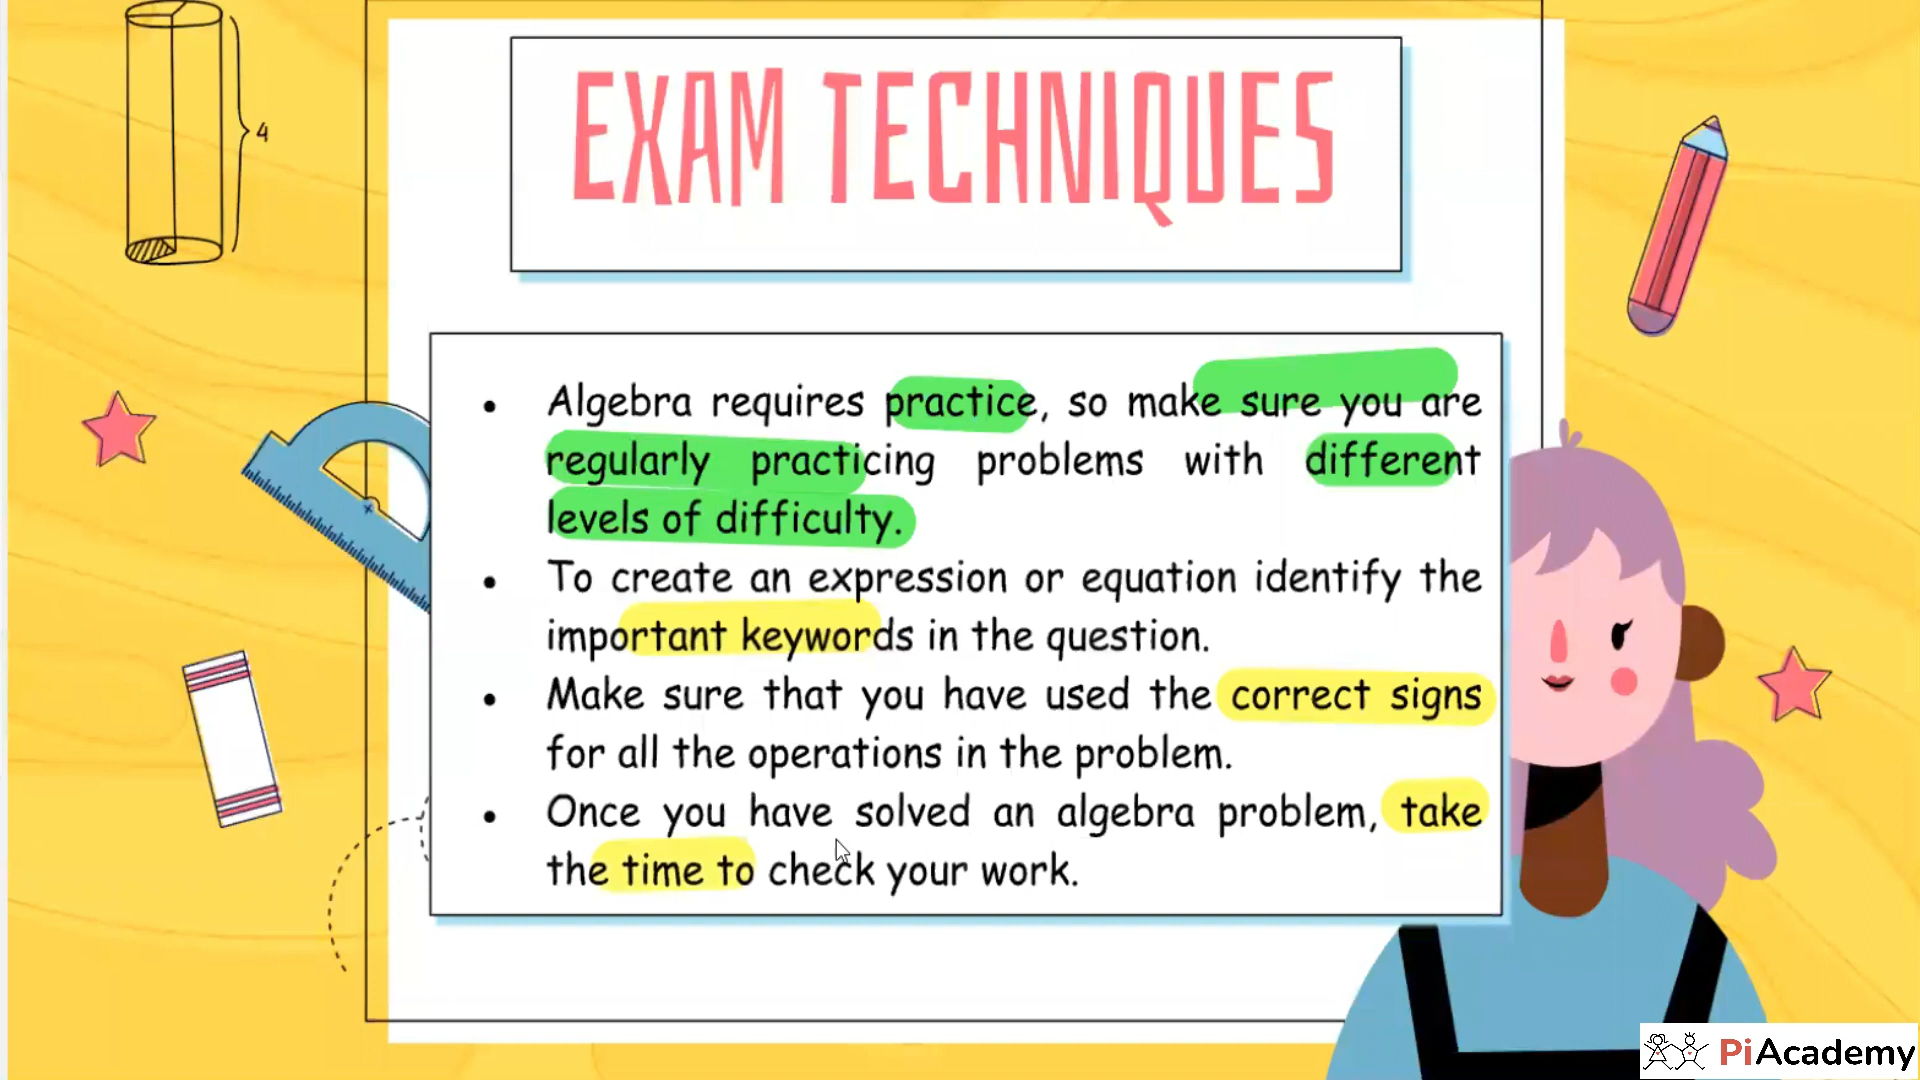 4
EXAM TECHNIQUES
• Algebra requires practice, so make sure you are
regularly practicing problems with different
levels of difficulty.
• To create an expression or equation identify the
important keywords in the question.
• Make sure that you have used the correct signs
for all the operations in the problem.
• Once you have solved an algebra problem, take
the time to check your work.
PiAcademy